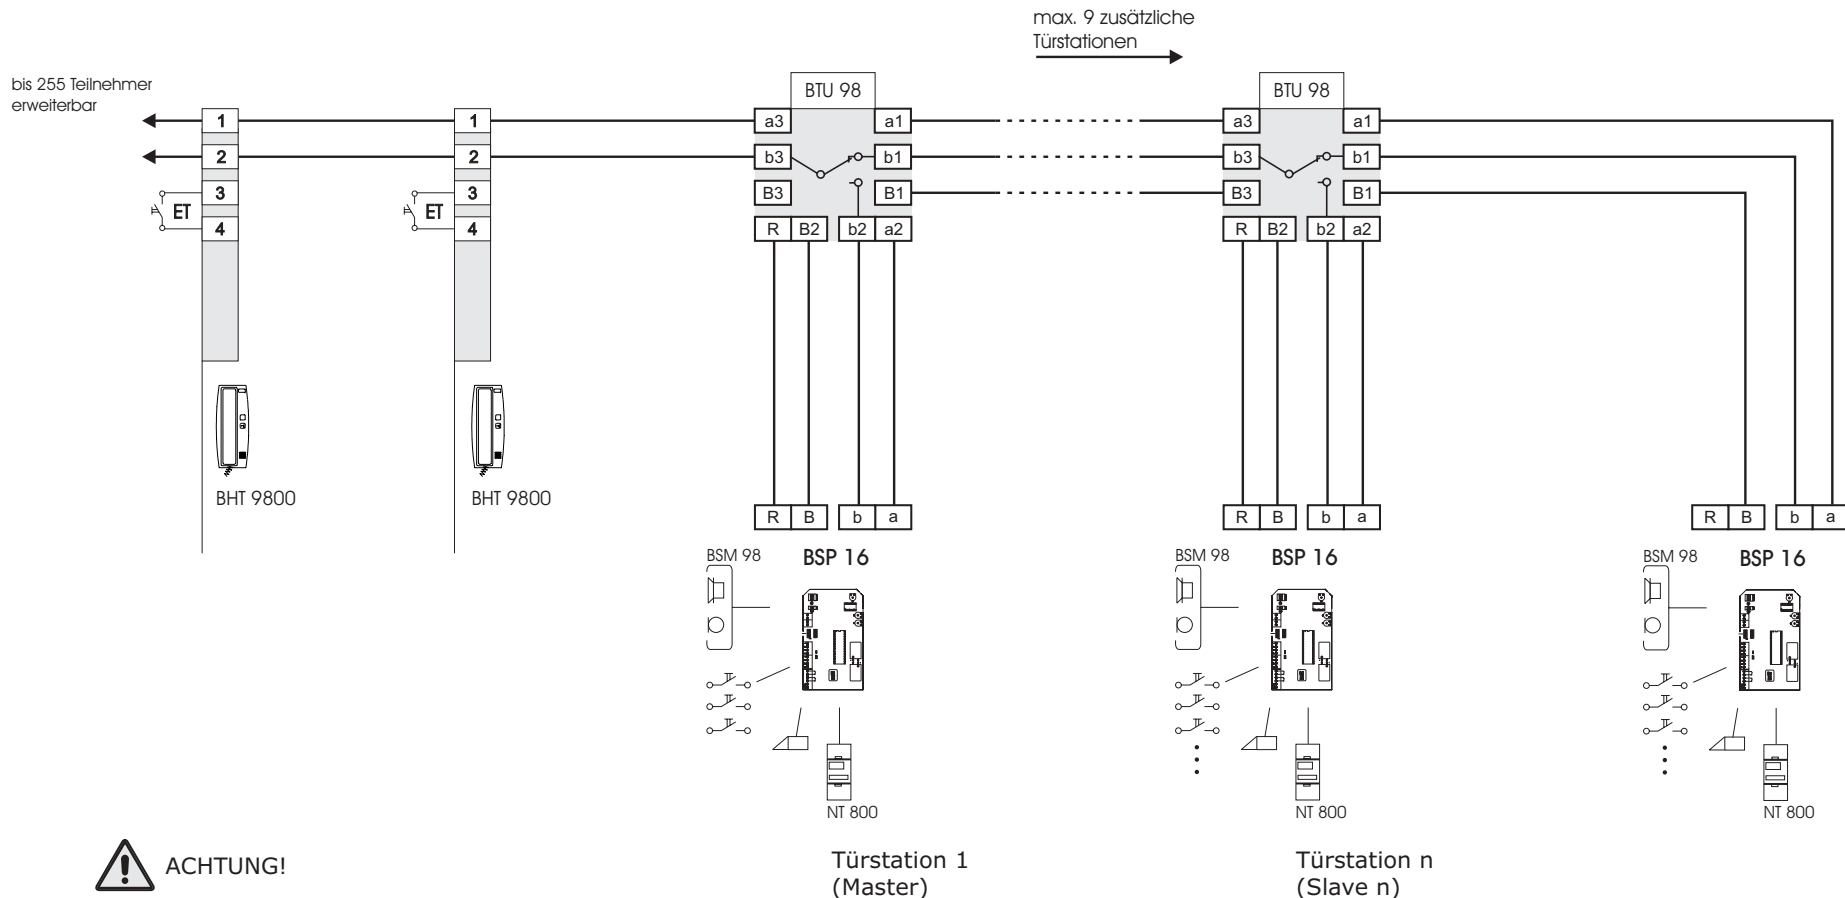 max. 9 zusätzliche
Türstationen
bis 255 Teilnehmer
erweiterbar
BTU 98
BTU 98
1
1
a3
a1
a3
a1
2
2
b3
b1
b3
b1
3
3
B3
B1
B3
B1
ET
ET
4
4
R
B2
b2
a2
R
B2
b2
a2
BHT 9800
BHT 9800
R
B
b
a
R
B
b
a
R
B
b
a
BSM 98
BSP 16
BSM 98
BSP 16
BSM 98
BSP 16
NT 800
NT 800
NT 800
ACHTUNG!
Türstation 1
(Master)
Türstation n
(Slave n)